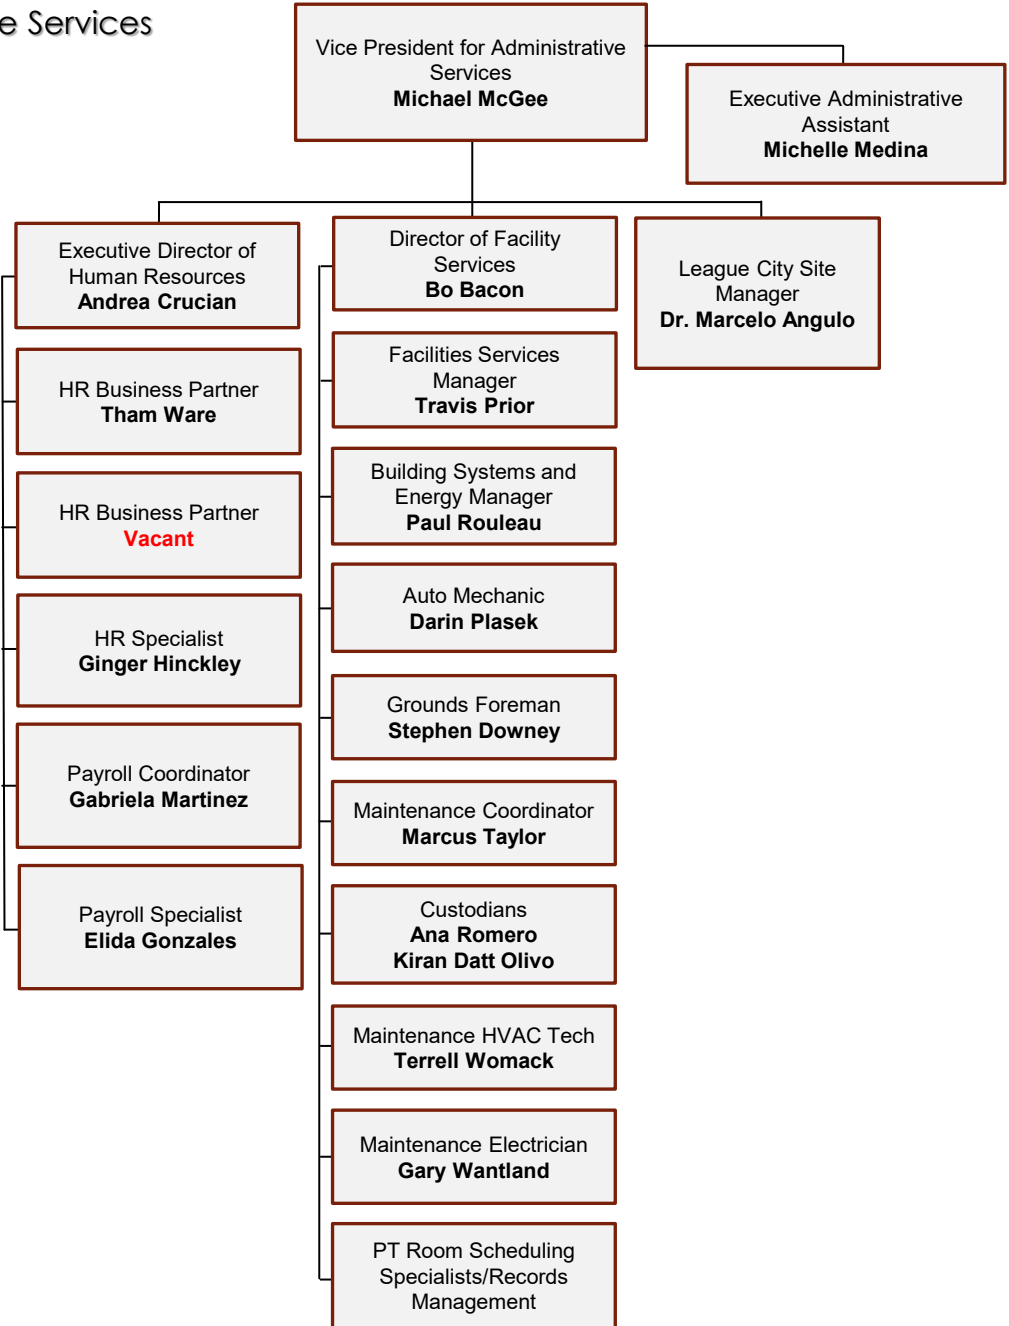 e Services
Vice President for Administrative
Services
Michael McGee
Executive Administrative
Assistant
Michelle Medina
Executive Director of
Human Resources
Andrea Crucian
HR Business Partner
Tham Ware
HR Business Partner
Vacant
HR Specialist
Ginger Hinckley
Payroll Coordinator
Gabriela Martinez
Payroll Specialist
Elida Gonzales
Director of Facility
Services
Bo Bacon
Facilities Services
Manager
Travis Prior
Building Systems and
Energy Manager
Paul Rouleau
Auto Mechanic
Darin Plasek
Grounds Foreman
Stephen Downey
Maintenance Coordinator
Marcus Taylor
Custodians
Ana Romero
Kiran Datt Olivo
Maintenance HVAC Tech
Terrell Womack
Maintenance Electrician
Gary Wantland
PT Room Scheduling
Specialists/Records
Management
League City Site
Manager
Dr. Marcelo Angulo